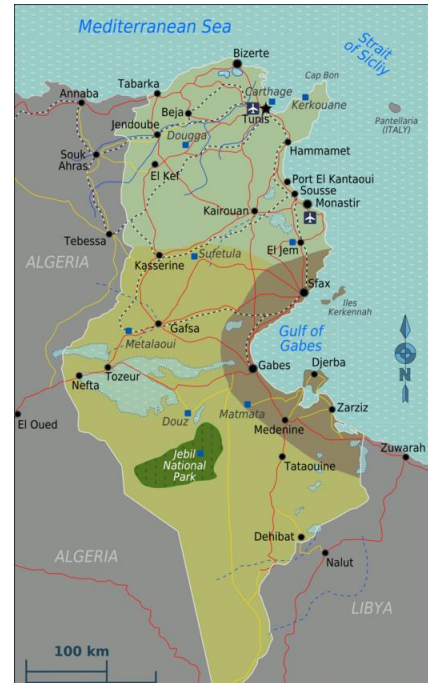 Mediterranean Sea
Strait
of Sicliy
Bizerte
Cap Bon
Annaba
Tabarka
Carthage
Kerkouane
Beja
Tunis
Pantelleria
(ITALY)
Jendoube
Dougga
Hammamet
Souk
Ahras
El Kef
Port El Kantaoui
Sousse
Monastir
Kairouan
Tebessa
El Jem
Sufetula
ALGERIA
Kasserine
Sfax
Iles
Kerkennah
Gafsa
Gulf of
Gabes
Metalaoui
N
Gabes
Djerba
Tozeur
Nefta
Matmata
Zarziz
El Oued
Douz
Medenine
Zuwarah
Jebil
National
Park
Tataouine
Dehibat
ALGERIA
Nalut
LIBYA
100 km